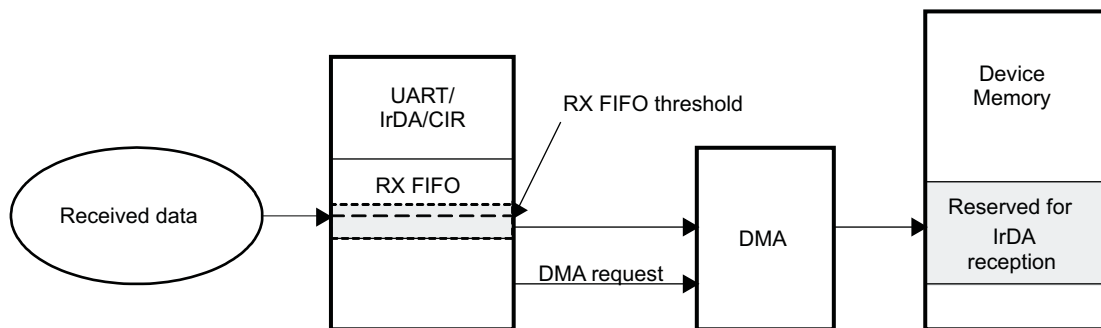 Received data
UART/
IrDA/CIR
RX FIFO
RX FIFO threshold
DMA request
DMA
Device
Memory
Reserved for
IrDA
reception